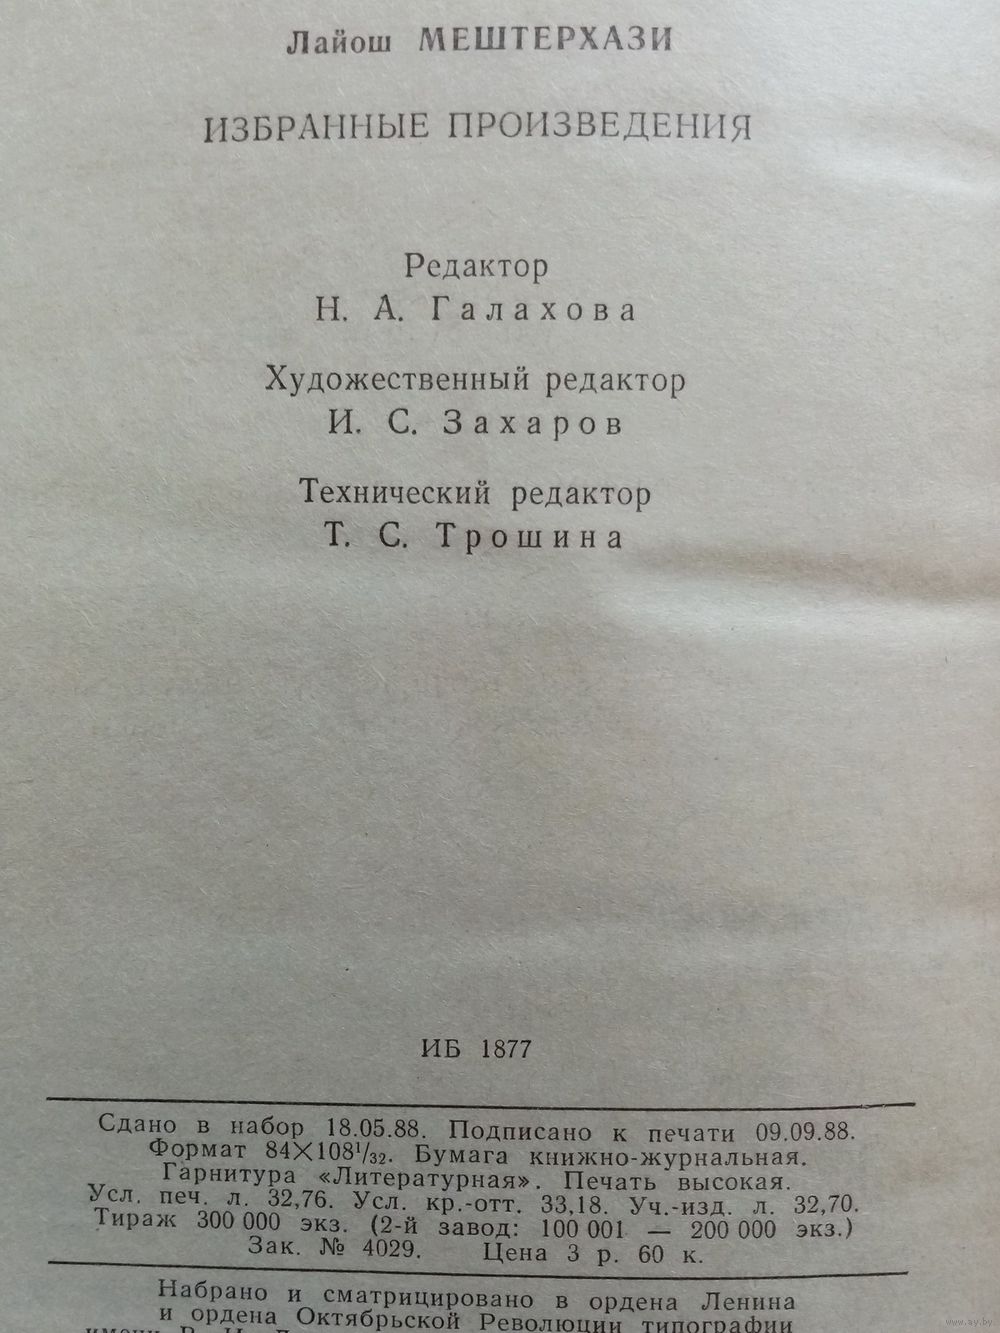 Лайош МЕШТЕРХАЗИ
ИЗБРАННЫЕ ПРОИЗВЕДЕНИЯ
Редактор
Н. А. Галахова
Художественный редактор
И. С. Захаров
Технический редактор
Т. С. Трошина
ИБ 1877
Сдано в набор 18.05.88. Подписано к печати 09.09.88.
Формат 84×108¹/₃₂. Бумага книжно-журнальная.
Гарнитура «Литературная». Печать высокая.
Усл. печ. л. 32,76. Усл. кр.-отт. 33,18. Уч.-изд. л. 32,70.
Тираж 300 000 экз. (2-й завод: 100 001 — 200 000 экз.)
Зак. № 4029. Цена 3 р. 60 к.
Набрано и сматрицировано в ордена Ленина
и ордена Октябрьской Революции типографии
www.ay.by